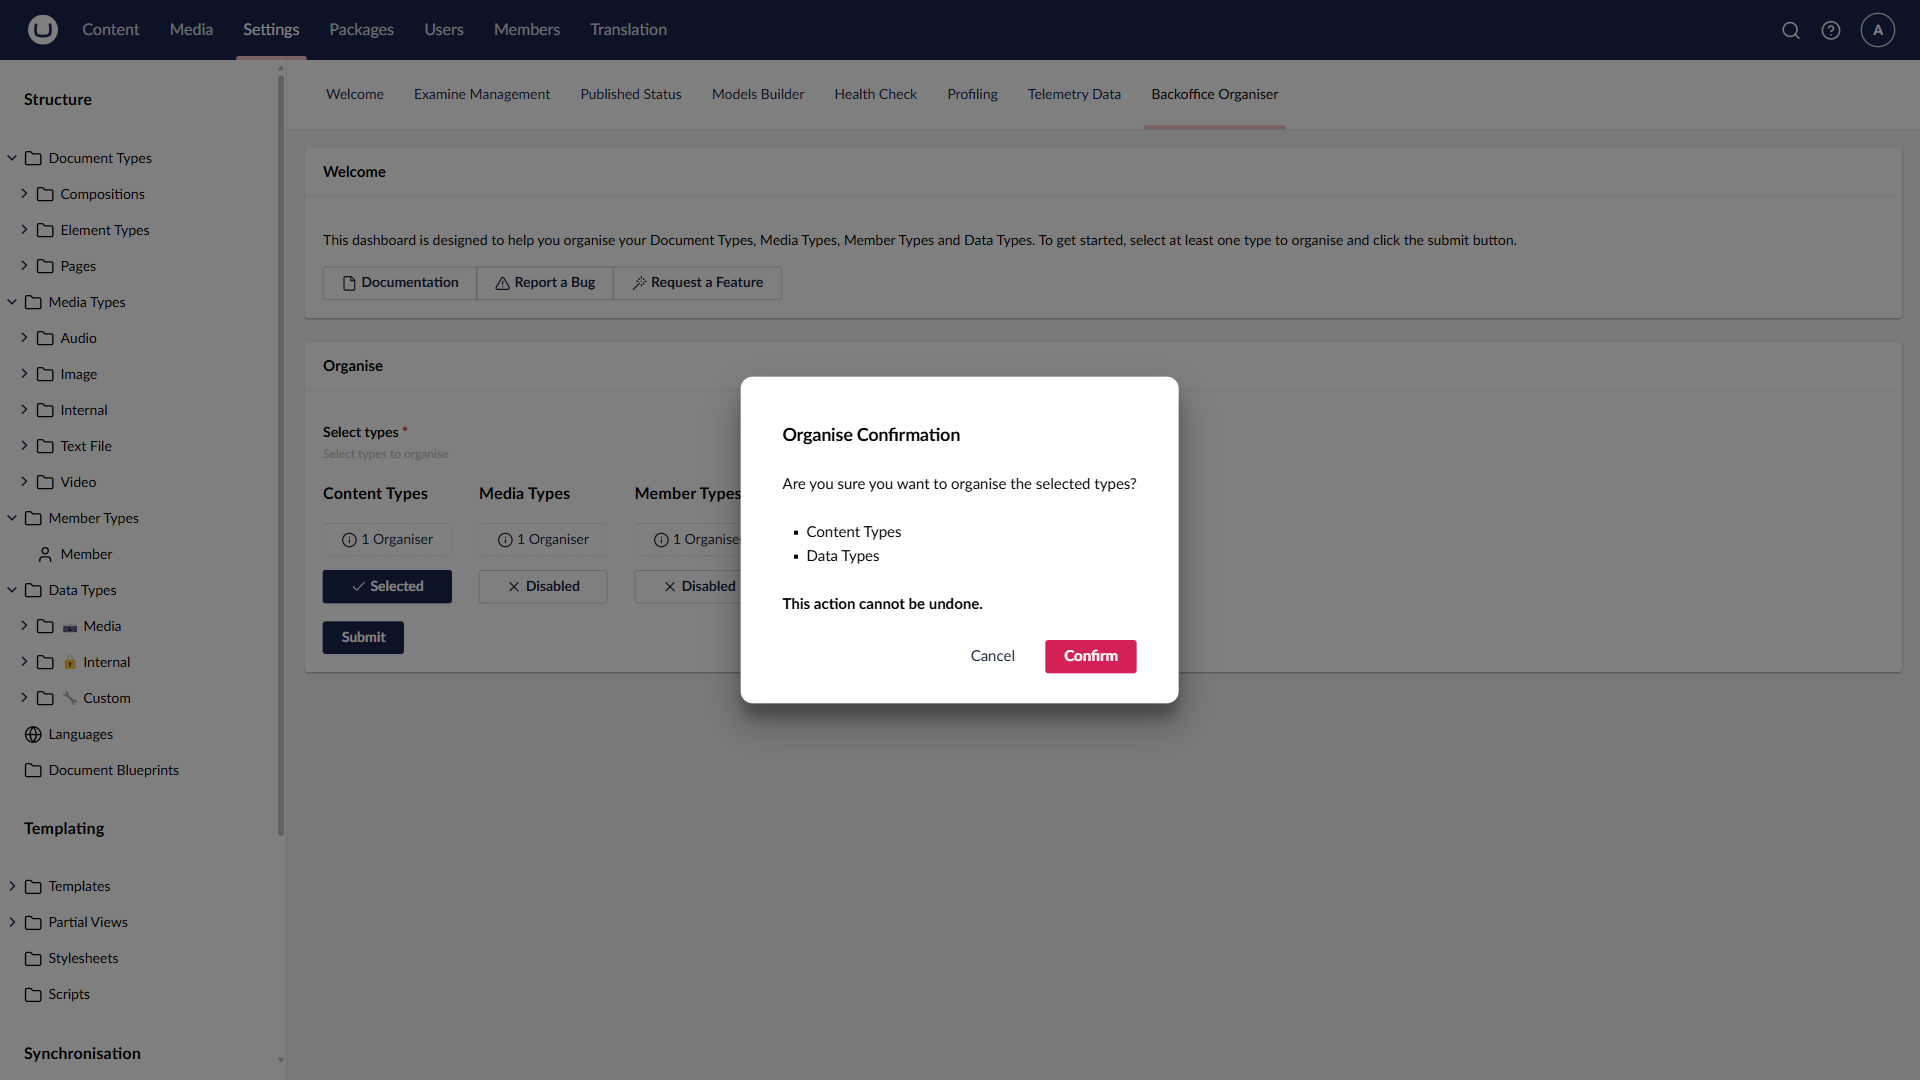 Content Media Settings Packages Users Members Translation A
Structure
Document Types
Compositions
Element Types
Pages
Media Types
Audio
Image
Internal
Text File
Video
Member Types
Member
Data Types
Media
Internal
Custom
Languages
Document Blueprints
Templating
Templates
Partial Views
Stylesheets
Scripts
Synchronisation
Welcome Examine Management Published Status Models Builder Health Check Profiling Telemetry Data Backoffice Organiser
Welcome
This dashboard is designed to help you organise your Document Types, Media Types, Member Types and Data Types. To get started, select at least one type to organise and click the submit button.
Documentation Report a Bug Request a Feature
Organise
Select types *
Select types to organise
Content Types Media Types Member Types
1 Organiser 1 Organiser 1 Organise
Selected Disabled Disabled
Submit
Organise Confirmation
Are you sure you want to organise the selected types?
Content Types
Data Types
This action cannot be undone.
Cancel Confirm